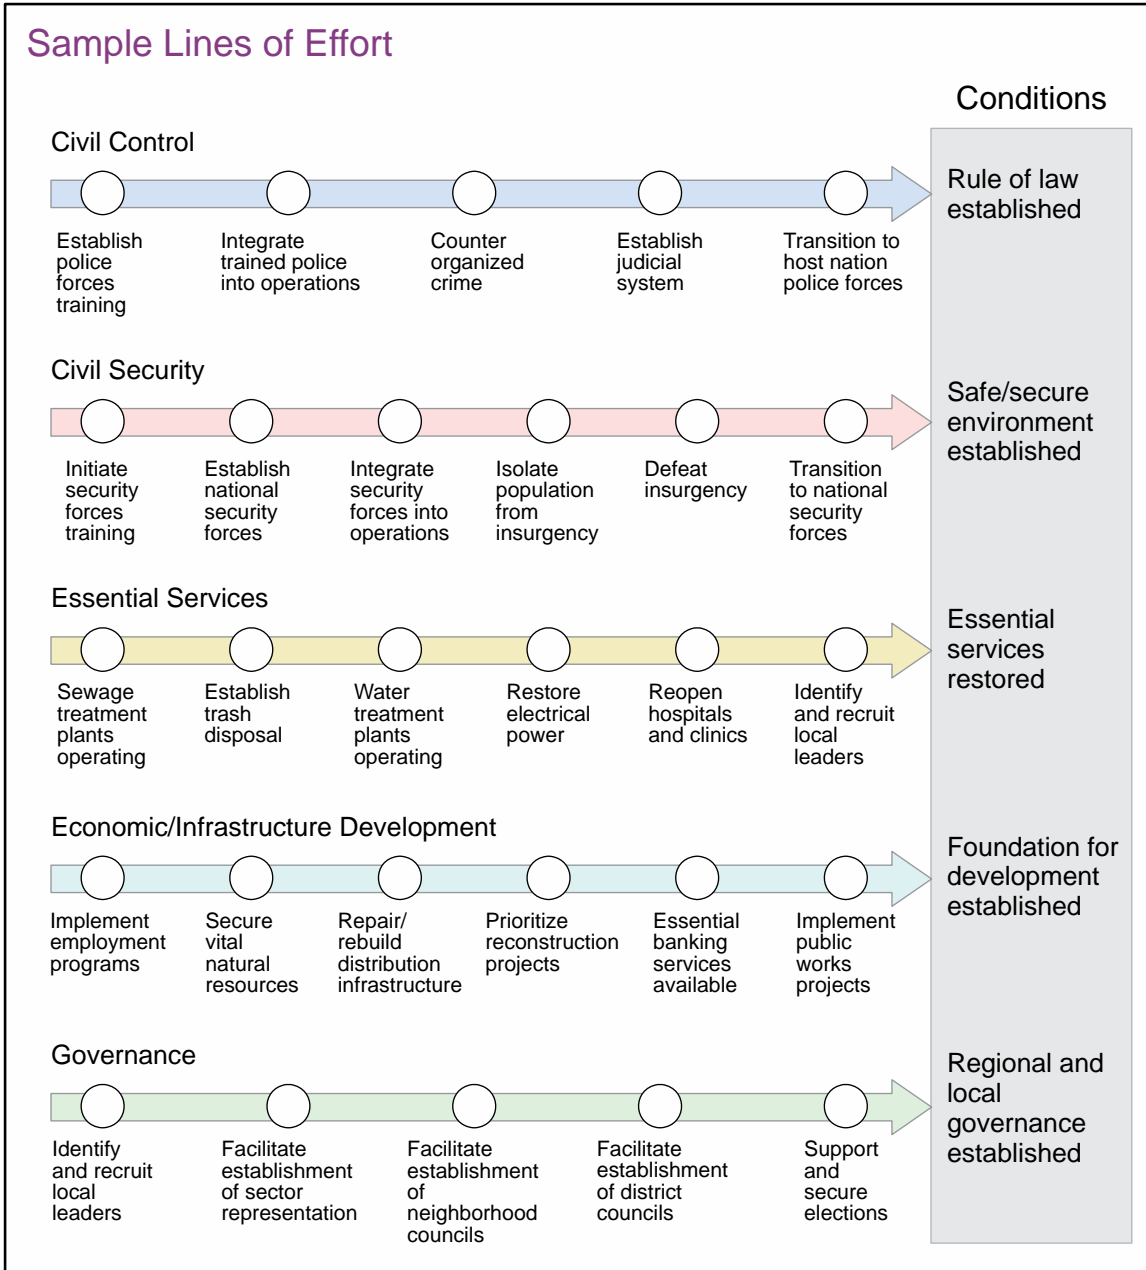 Sample Lines of Effort
Conditions
Civil Control
Establish
police
forces
training
Integrate
trained police
into operations
Counter
organized
crime
Establish
judicial
system
Transition to
host nation
police forces
Rule of law
established
Civil Security
Initiate
security
forces
training
Establish
national
security
forces
Integrate
security
forces into
operations
Isolate
population
from
insurgency
Defeat
insurgency
Transition
to national
security
forces
Safe/secure
environment
established
Essential Services
Sewage
treatment
plants
operating
Establish
trash
disposal
Water
treatment
plants
operating
Restore
electrical
power
Reopen
hospitals
and clinics
Identify
and recruit
local
leaders
Essential
services
restored
Economic/Infrastructure Development
Implement
employment
programs
Secure
vital
natural
resources
Repair/
rebuild
distribution
infrastructure
Prioritize
reconstruction
projects
Essential
banking
services
available
Implement
public
works
projects
Foundation for
development
established
Governance
Identify
and recruit
local
leaders
Facilitate
establishment
of sector
representation
Facilitate
establishment
of
neighborhood
councils
Facilitate
establishment
of district
councils
Support
and
secure
elections
Regional and
local
governance
established